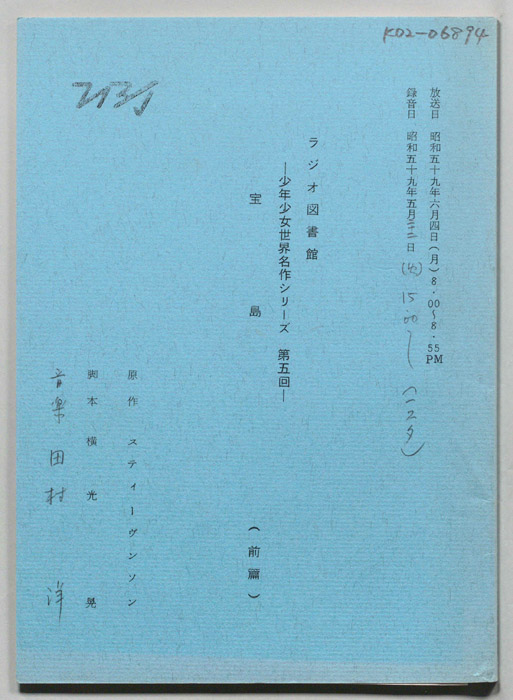 K02-06894
放送日 昭和五十九年六月四日(月)8・00〜8・55PM
録音日 昭和五十九年五月二十二日(火)15:00〜
ラジオ図書館
―少年少女世界名作シリーズ 第五回―
宝島 (前篇)
原作 スティーヴンソン
脚本 横光晃
音楽 田村洋